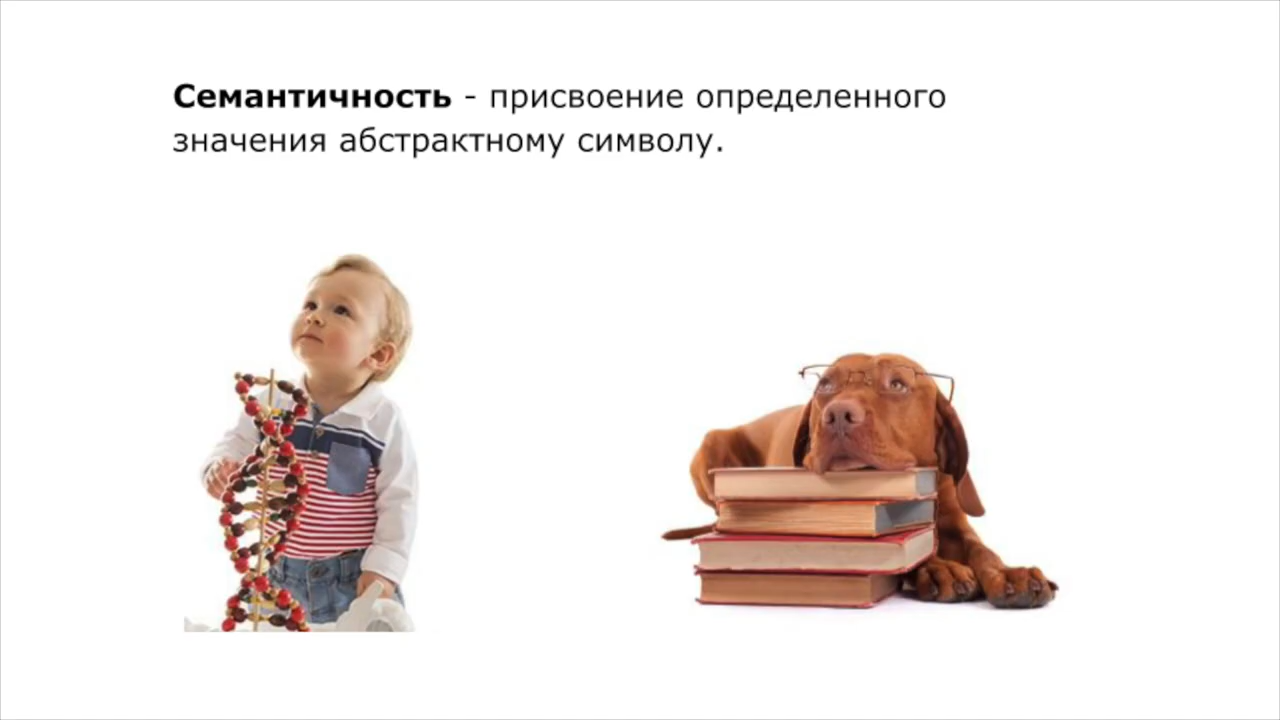 Семантичность - присвоение определенного
значения абстрактному символу.